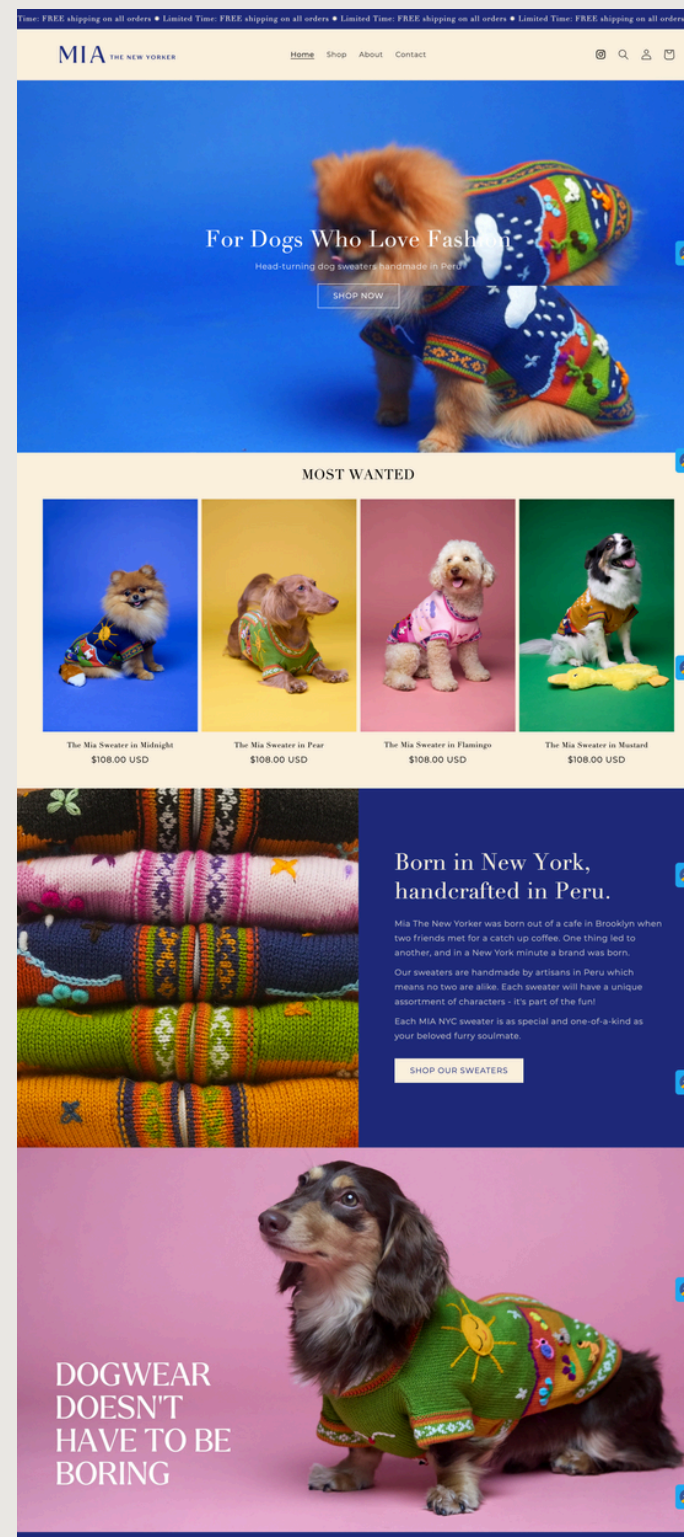 Time: FREE shipping on all orders • Limited Time: FREE shipping on all orders • Limited Time: FREE shipping on all orders • Limited Time: FREE shipping on all orders
MIA THE NEW YORKER
Home Shop About Contact
For Dogs Who Love Fashion
Head-turning dog sweaters handmade in Peru
SHOP NOW
MOST WANTED
The Mia Sweater in Midnight
$108.00 USD
The Mia Sweater in Pear
$108.00 USD
The Mia Sweater in Flamingo
$108.00 USD
The Mia Sweater in Mustard
$108.00 USD
Born in New York,
handcrafted in Peru.
Mia The New Yorker was born out of a cafe in Brooklyn when
two friends met for a catch up coffee. One thing led to
another, and in a New York minute a brand was born.
Our sweaters are handmade by artisans in Peru which
means no two are alike. Each sweater will have a unique
assortment of characters - it's part of the fun!
Each MIA NYC sweater is as special and one-of-a-kind as
your beloved furry soulmate.
SHOP OUR SWEATERS
DOGWEAR
DOESN'T
HAVE TO BE
BORING